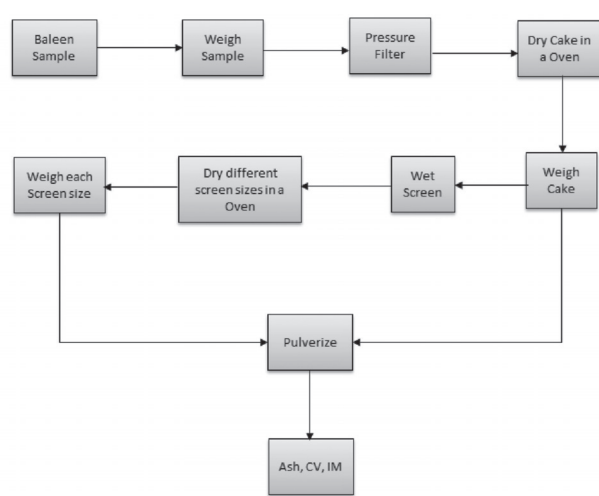 Baleen
Sample
Weigh
Sample
Pressure
Filter
Dry Cake in
a Oven
Weigh
Cake
Wet
Screen
Dry different
screen sizes in a
Oven
Weigh each
Screen size
Pulverize
Ash, CV, IM